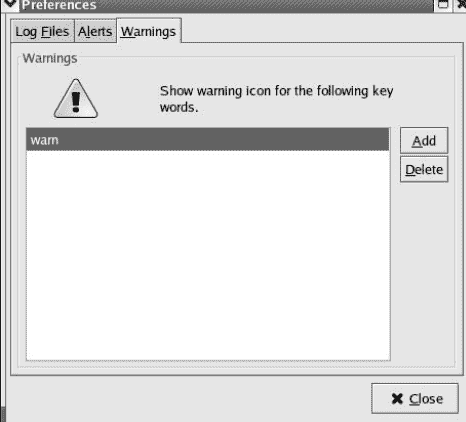 Preferences
Log Files Alerts Warnings
Warnings
Show warning icon for the following key
words.
warn
Add
Delete
Close